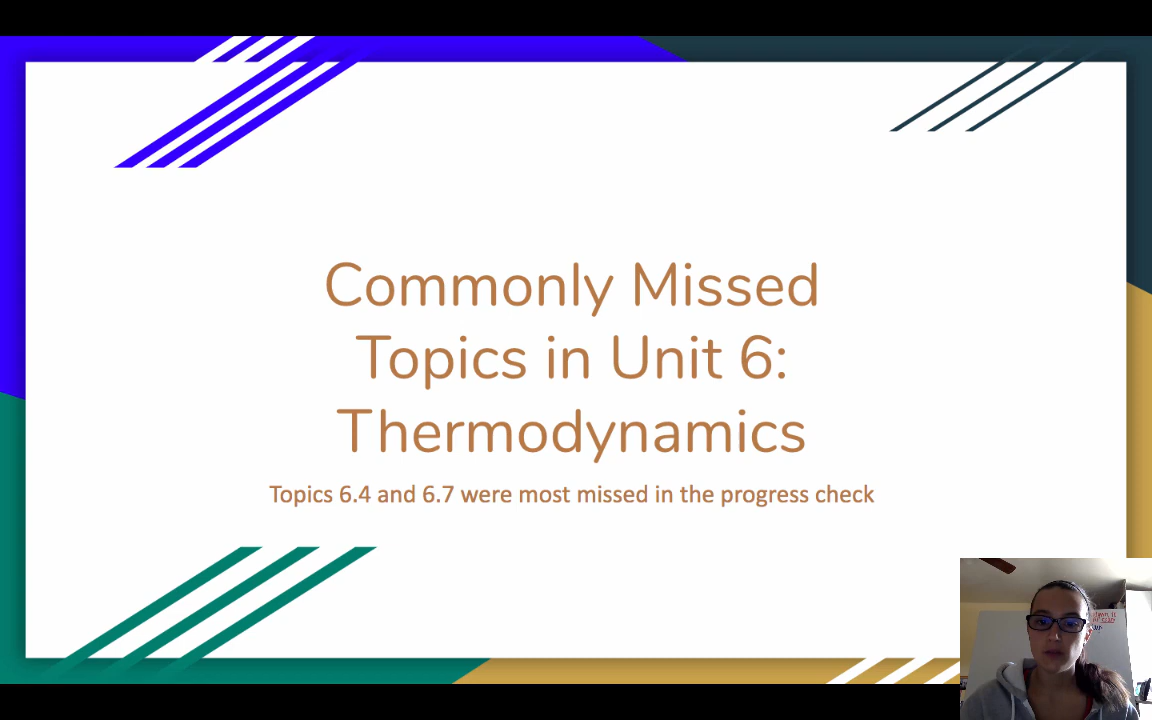 Commonly Missed
Topics in Unit 6:
Thermodynamics
Topics 6.4 and 6.7 were most missed in the progress check